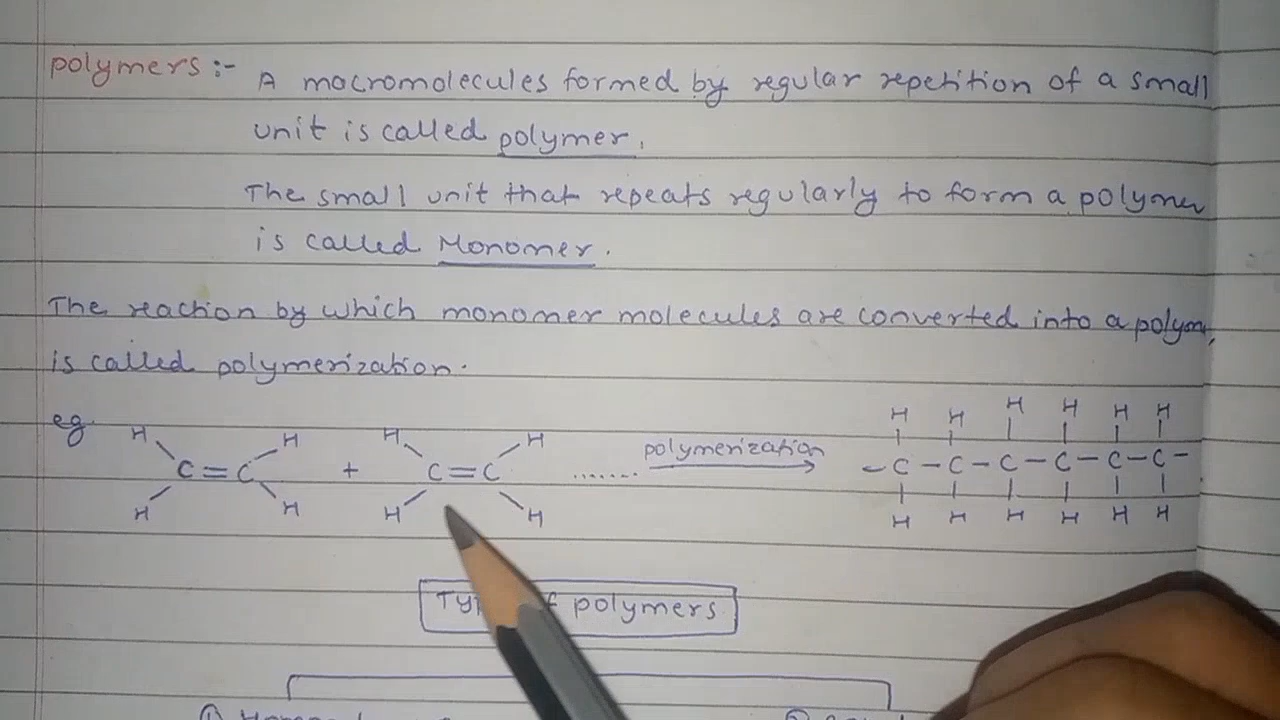 polymers :- A macromolecules formed by regular repetition of a small
unit is called polymer.
The small unit that repeats regularly to form a polymer
is called Monomer.
The reaction by which monomer molecules are converted into a
is called polymerization.
eg.
H H H H H H H H H H
C = C + C = C ........ polymerization - C - C - C - C - C - C -
H H H H H H H H H H
polymers
①
②